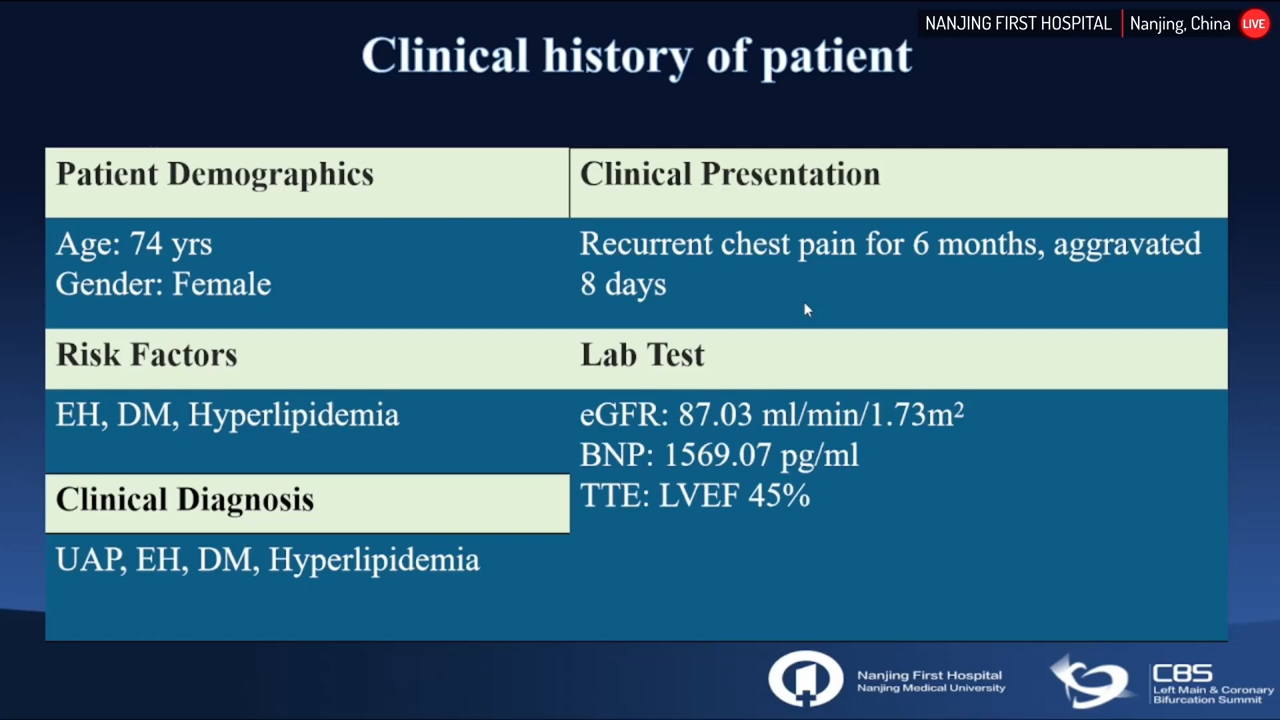 NANJING FIRST HOSPITAL | Nanjing, China LIVE
Clinical history of patient
Patient Demographics
Age: 74 yrs
Gender: Female
Clinical Presentation
Recurrent chest pain for 6 months, aggravated
8 days
Risk Factors
EH, DM, Hyperlipidemia
Lab Test
eGFR: 87.03 ml/min/1.73m²
BNP: 1569.07 pg/ml
TTE: LVEF 45%
Clinical Diagnosis
UAP, EH, DM, Hyperlipidemia
Nanjing First Hospital
Nanjing Medical University
CBS
Left Main & Coronary
Bifurcation Summit